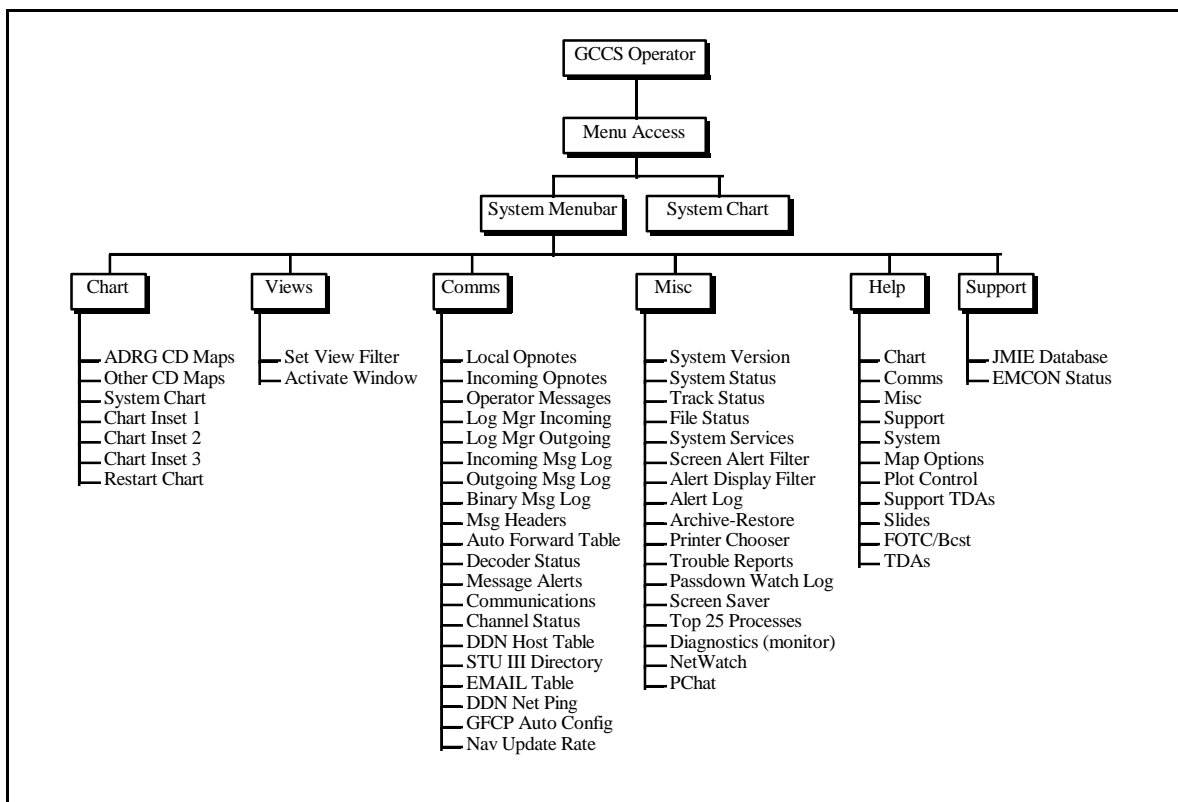 GCCS Operator
Menu Access
System Menubar
System Chart
Chart
Views
Comms
Misc
Help
Support
ADRG CD Maps
Other CD Maps
System Chart
Chart Inset 1
Chart Inset 2
Chart Inset 3
Restart Chart
Set View Filter
Activate Window
Local Opnotes
Incoming Opnotes
Operator Messages
Log Mgr Incoming
Log Mgr Outgoing
Incoming Msg Log
Outgoing Msg Log
Binary Msg Log
Msg Headers
Auto Forward Table
Decoder Status
Message Alerts
Communications
Channel Status
DDN Host Table
STU III Directory
EMAIL Table
DDN Net Ping
GFCP Auto Config
Nav Update Rate
System Version
System Status
Track Status
File Status
System Services
Screen Alert Filter
Alert Display Filter
Alert Log
Archive-Restore
Printer Chooser
Trouble Reports
Passdown Watch Log
Screen Saver
Top 25 Processes
Diagnostics (monitor)
NetWatch
PChat
Chart
Comms
Misc
Support
System
Map Options
Plot Control
Support TDAs
Slides
FOTC/Bcst
TDAs
JMIE Database
EMCON Status